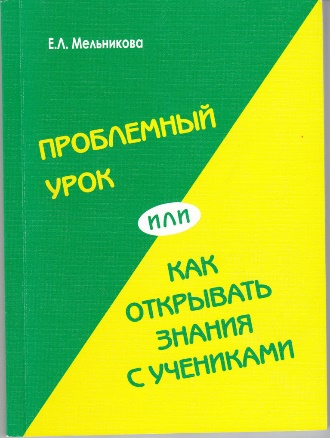 Е.Л. Мельникова
ПРОБЛЕМНЫЙ
УРОК
ИЛИ
КАК
ОТКРЫВАТЬ
ЗНАНИЯ
С УЧЕНИКАМИ